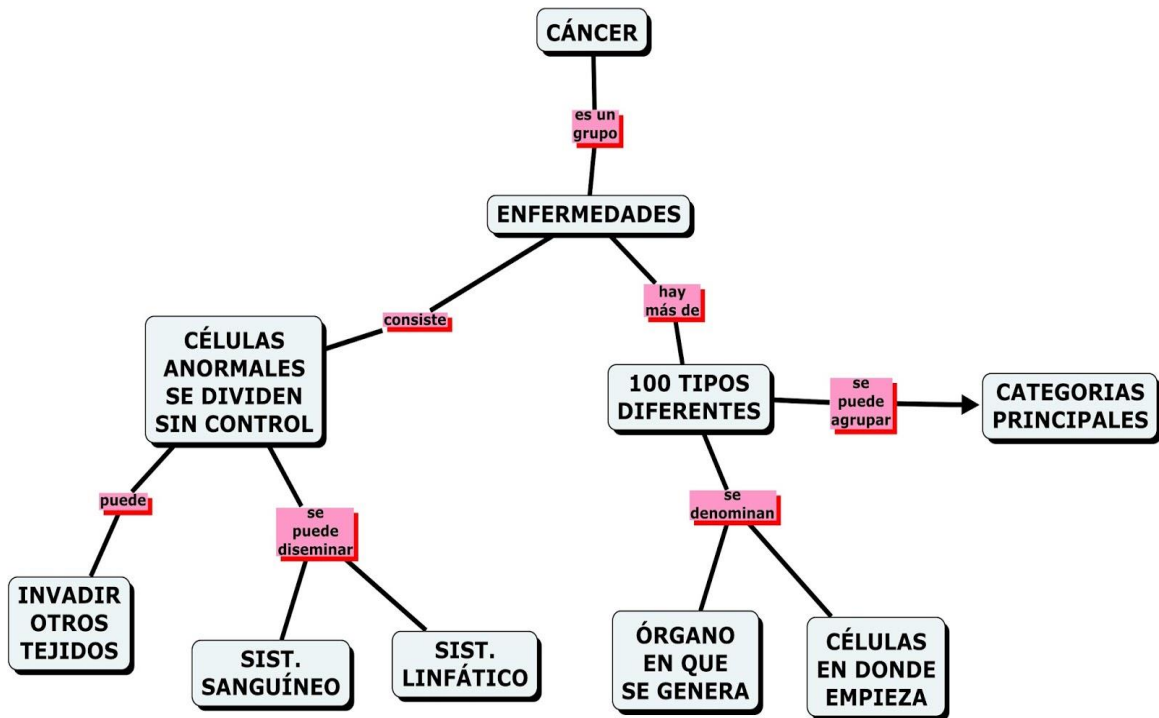 CÁNCER
es un
grupo
ENFERMEDADES
consiste
hay
más de
CÉLULAS
ANORMALES
SE DIVIDEN
SIN CONTROL
100 TIPOS
DIFERENTES
se
puede
agrupar
CATEGORIAS
PRINCIPALES
puede
se
puede
diseminar
se
denominan
INVADIR
OTROS
TEJIDOS
SIST.
SANGUÍNEO
SIST.
LINFÁTICO
ÓRGANO
EN QUE
SE GENERA
CÉLULAS
EN DONDE
EMPIEZA